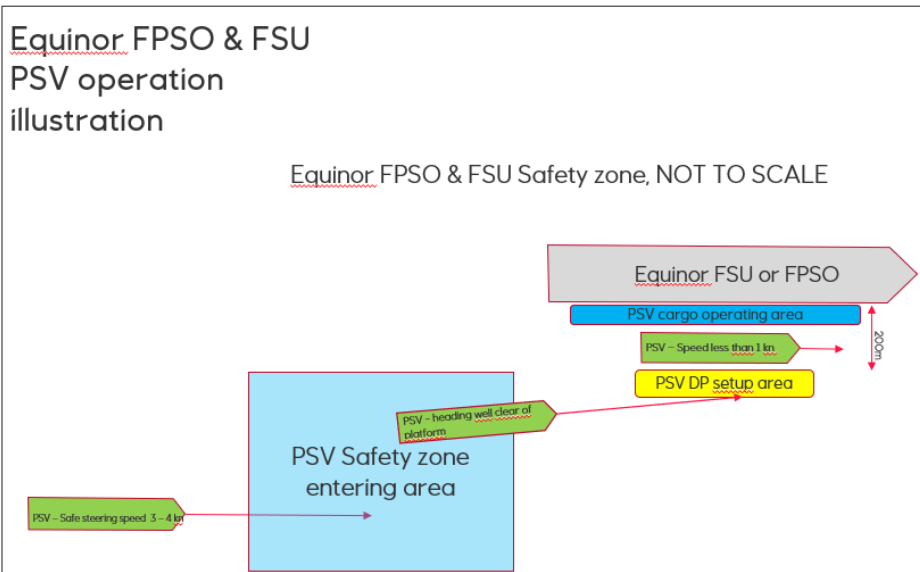 Equinor FPSO & FSU
PSV operation
illustration
Equinor FPSO & FSU Safety zone, NOT TO SCALE
Equinor FSU or FPSO
PSV cargo operating area
PSV – Speed less than 1 kn
200m
PSV DP setup area
PSV - heading well clear of
platform
PSV Safety zone
entering area
PSV – Safe steering speed 3 – 4 kn